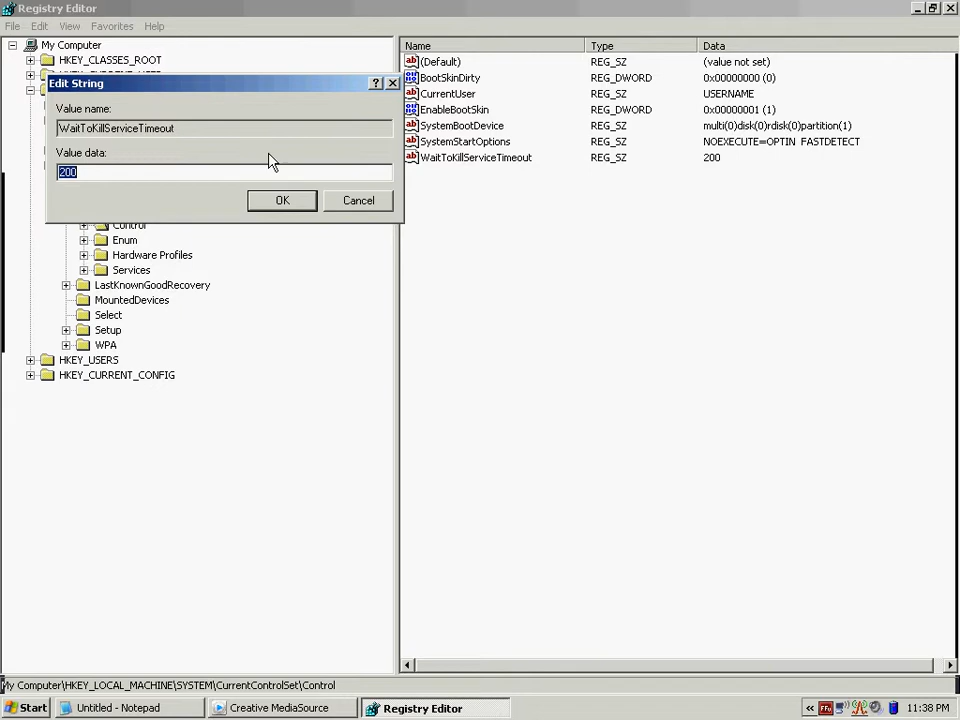 Registry Editor
File Edit View Favorites Help
My Computer
HKEY_CLASSES_ROOT
Edit String
Value name:
WaitToKillServiceTimeout
Value data:
200
OK Cancel
Control
Enum
Hardware Profiles
Services
LastKnownGoodRecovery
MountedDevices
Select
Setup
WPA
HKEY_USERS
HKEY_CURRENT_CONFIG
Name Type Data
(Default) REG_SZ (value not set)
BootSkinDirty REG_DWORD 0x00000000 (0)
CurrentUser REG_SZ USERNAME
EnableBootSkin REG_DWORD 0x00000001 (1)
SystemBootDevice REG_SZ multi(0)disk(0)rdisk(0)partition(1)
SystemStartOptions REG_SZ NOEXECUTE=OPTIN FASTDETECT
WaitToKillServiceTimeout REG_SZ 200
My Computer\HKEY_LOCAL_MACHINE\SYSTEM\CurrentControlSet\Control
Start Untitled - Notepad Creative MediaSource Registry Editor « 11:38 PM